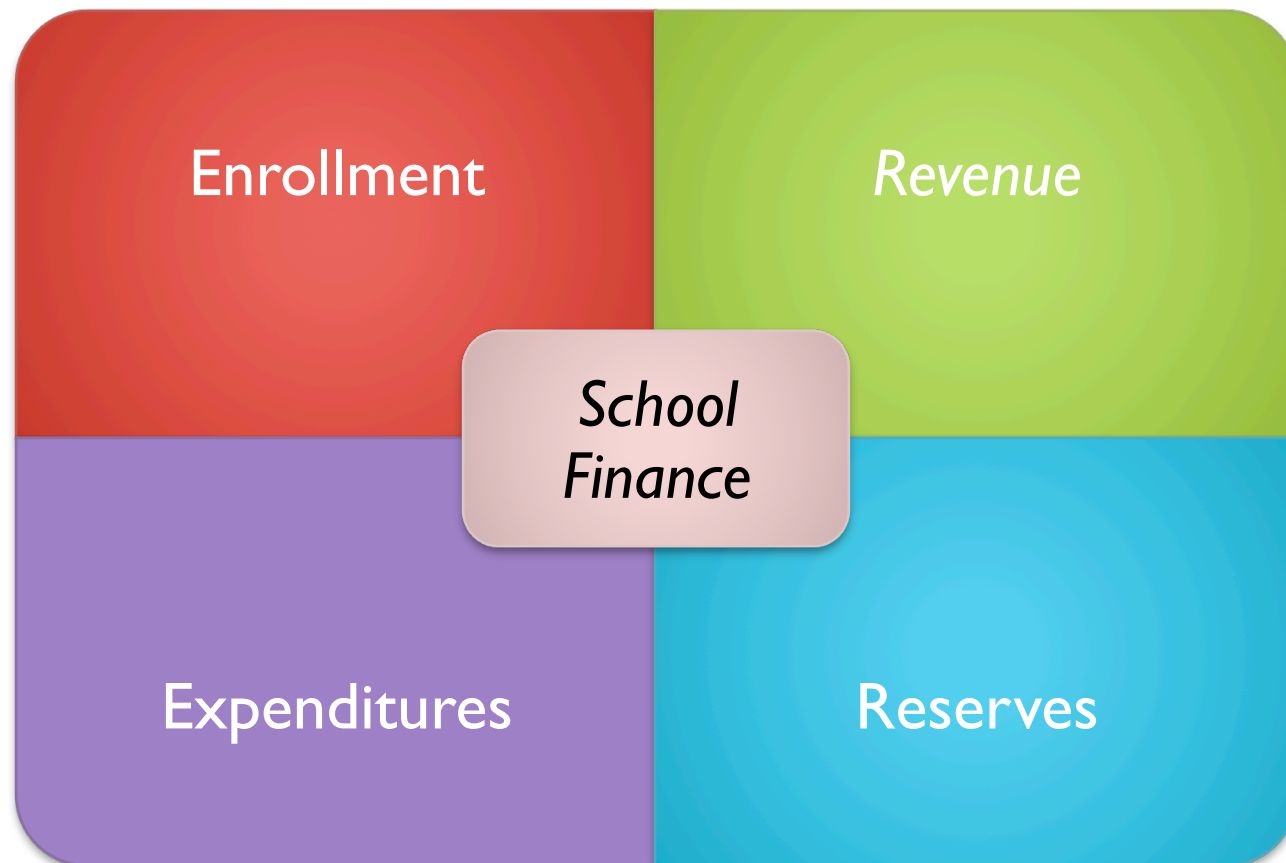 Enrollment
Revenue
School
Finance
Expenditures
Reserves